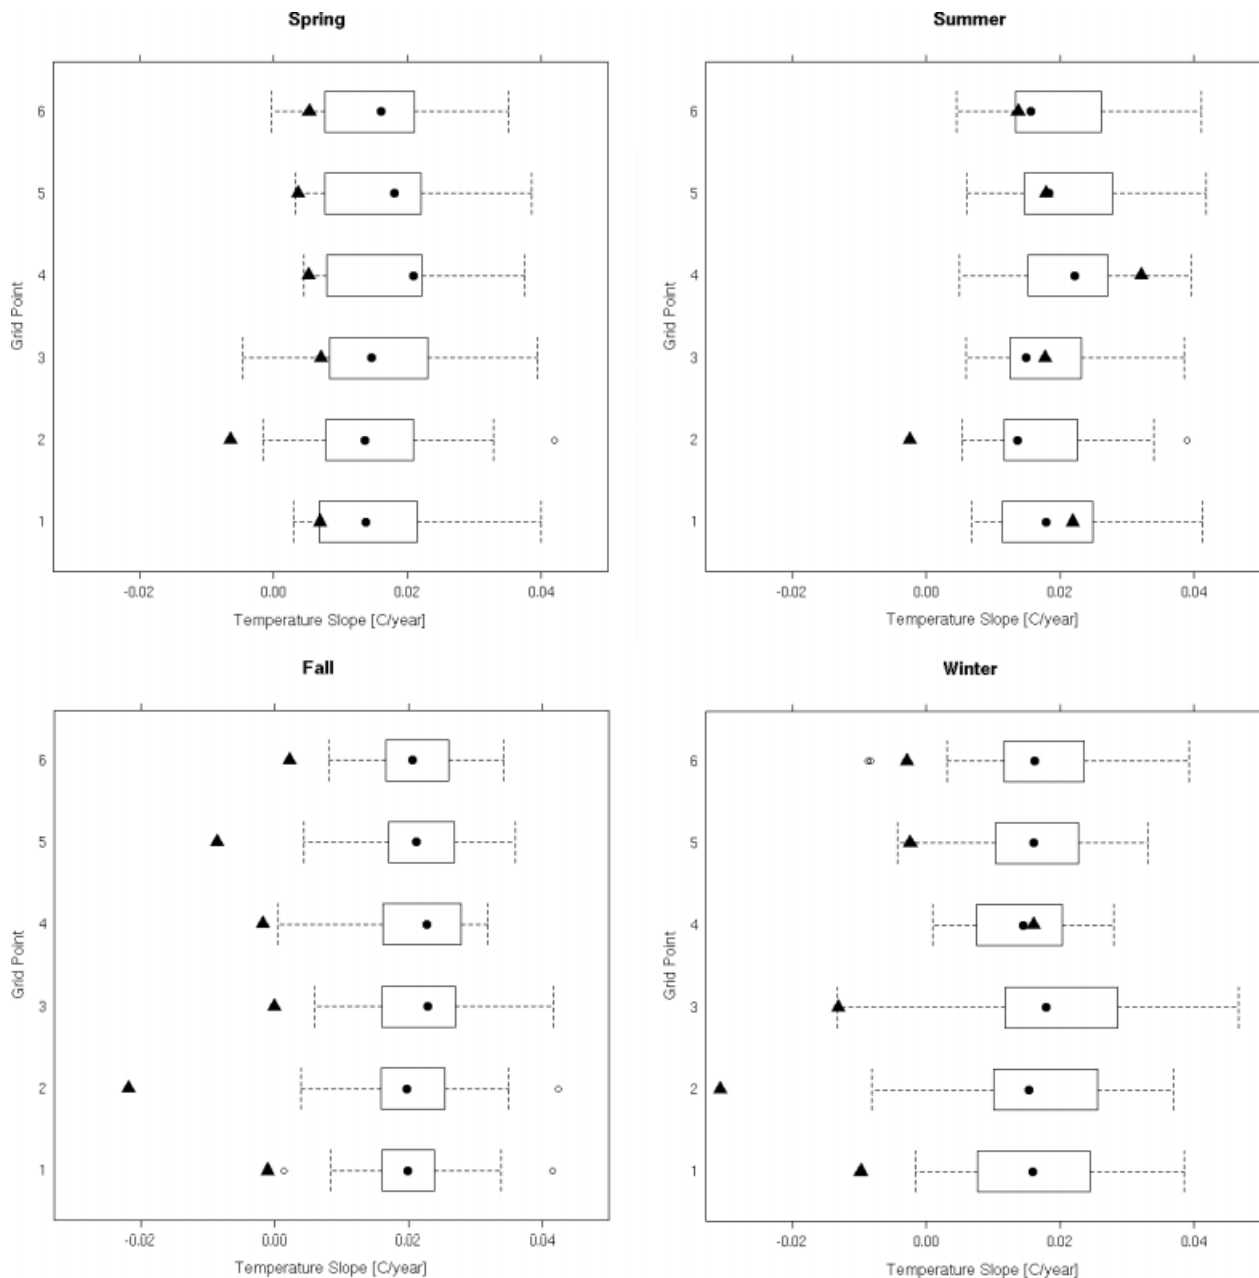 Spring
6
5
4
3
2
1
Grid Point
-0.02 0.00 0.02 0.04
Temperature Slope [C/year]
Summer
6
5
4
3
2
1
Grid Point
-0.02 0.00 0.02 0.04
Temperature Slope [C/year]
Fall
6
5
4
3
2
1
Grid Point
-0.02 0.00 0.02 0.04
Temperature Slope [C/year]
Winter
6
5
4
3
2
1
Grid Point
-0.02 0.00 0.02 0.04
Temperature Slope [C/year]